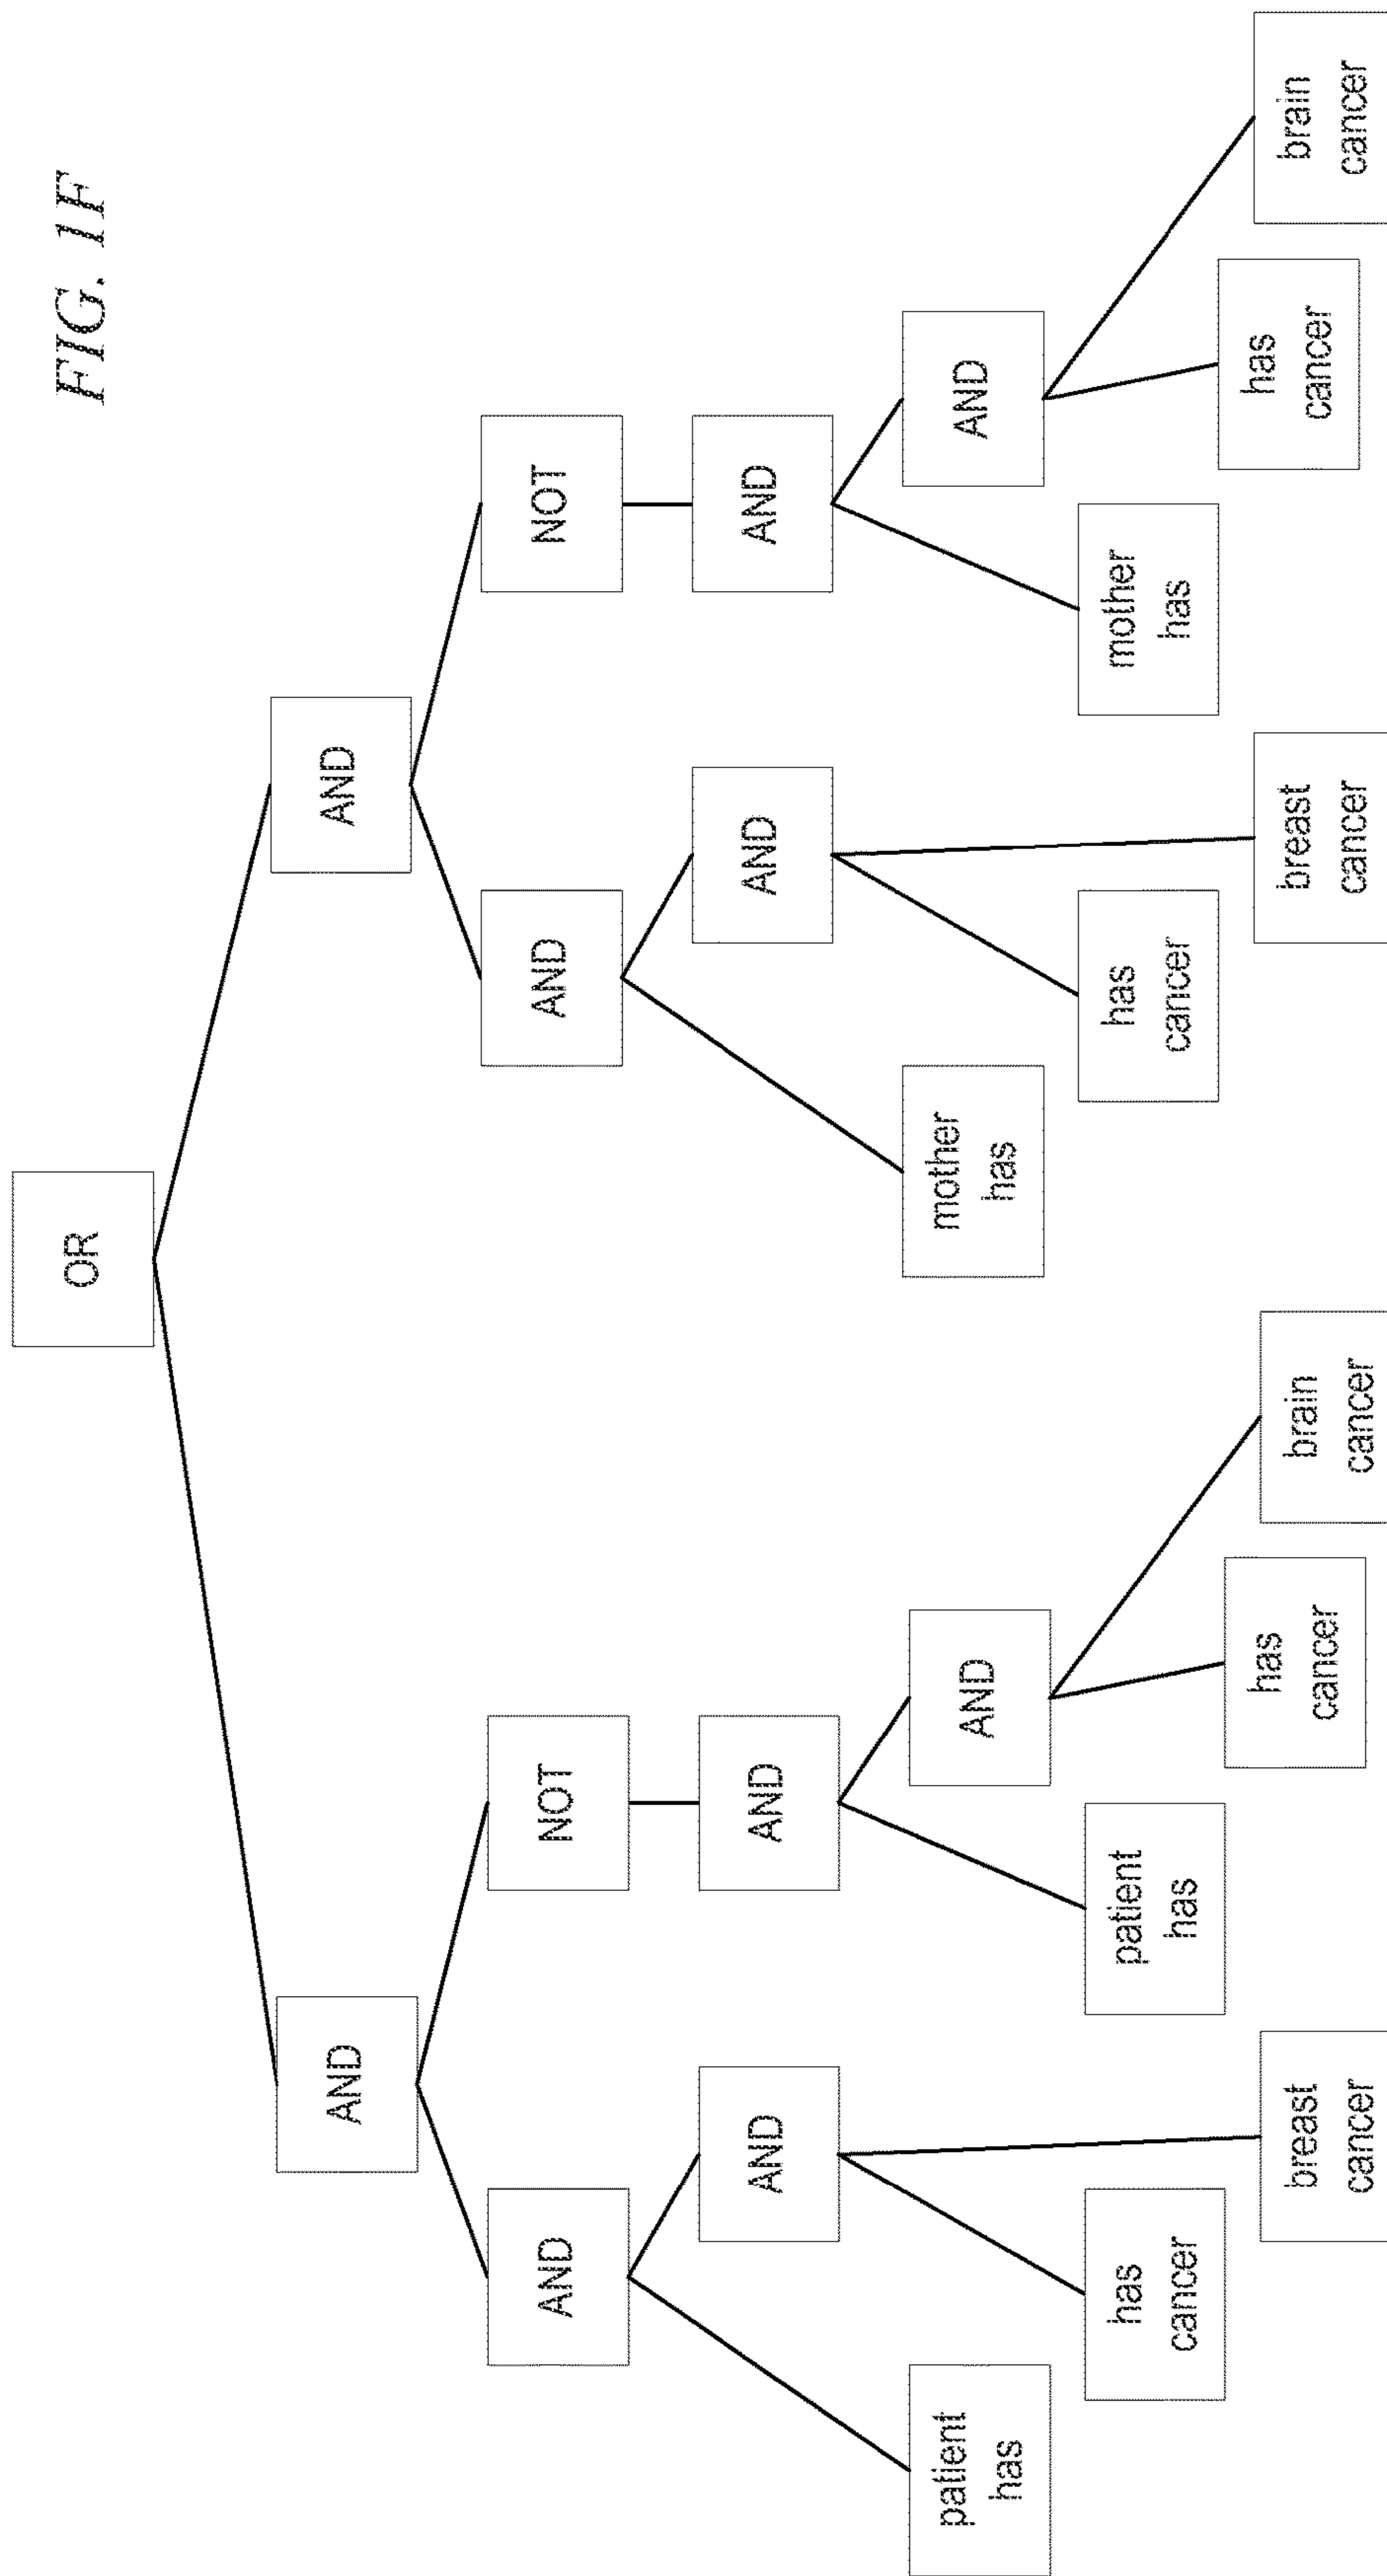 FIG. 1F
OR
AND
AND
AND
NOT
AND
NOT
AND
AND
AND
AND
patient
has
AND
mother
has
AND
has
cancer
patient
has
has
cancer
mother
has
breast
cancer
has
cancer
brain
cancer
breast
cancer
has
cancer
brain
cancer